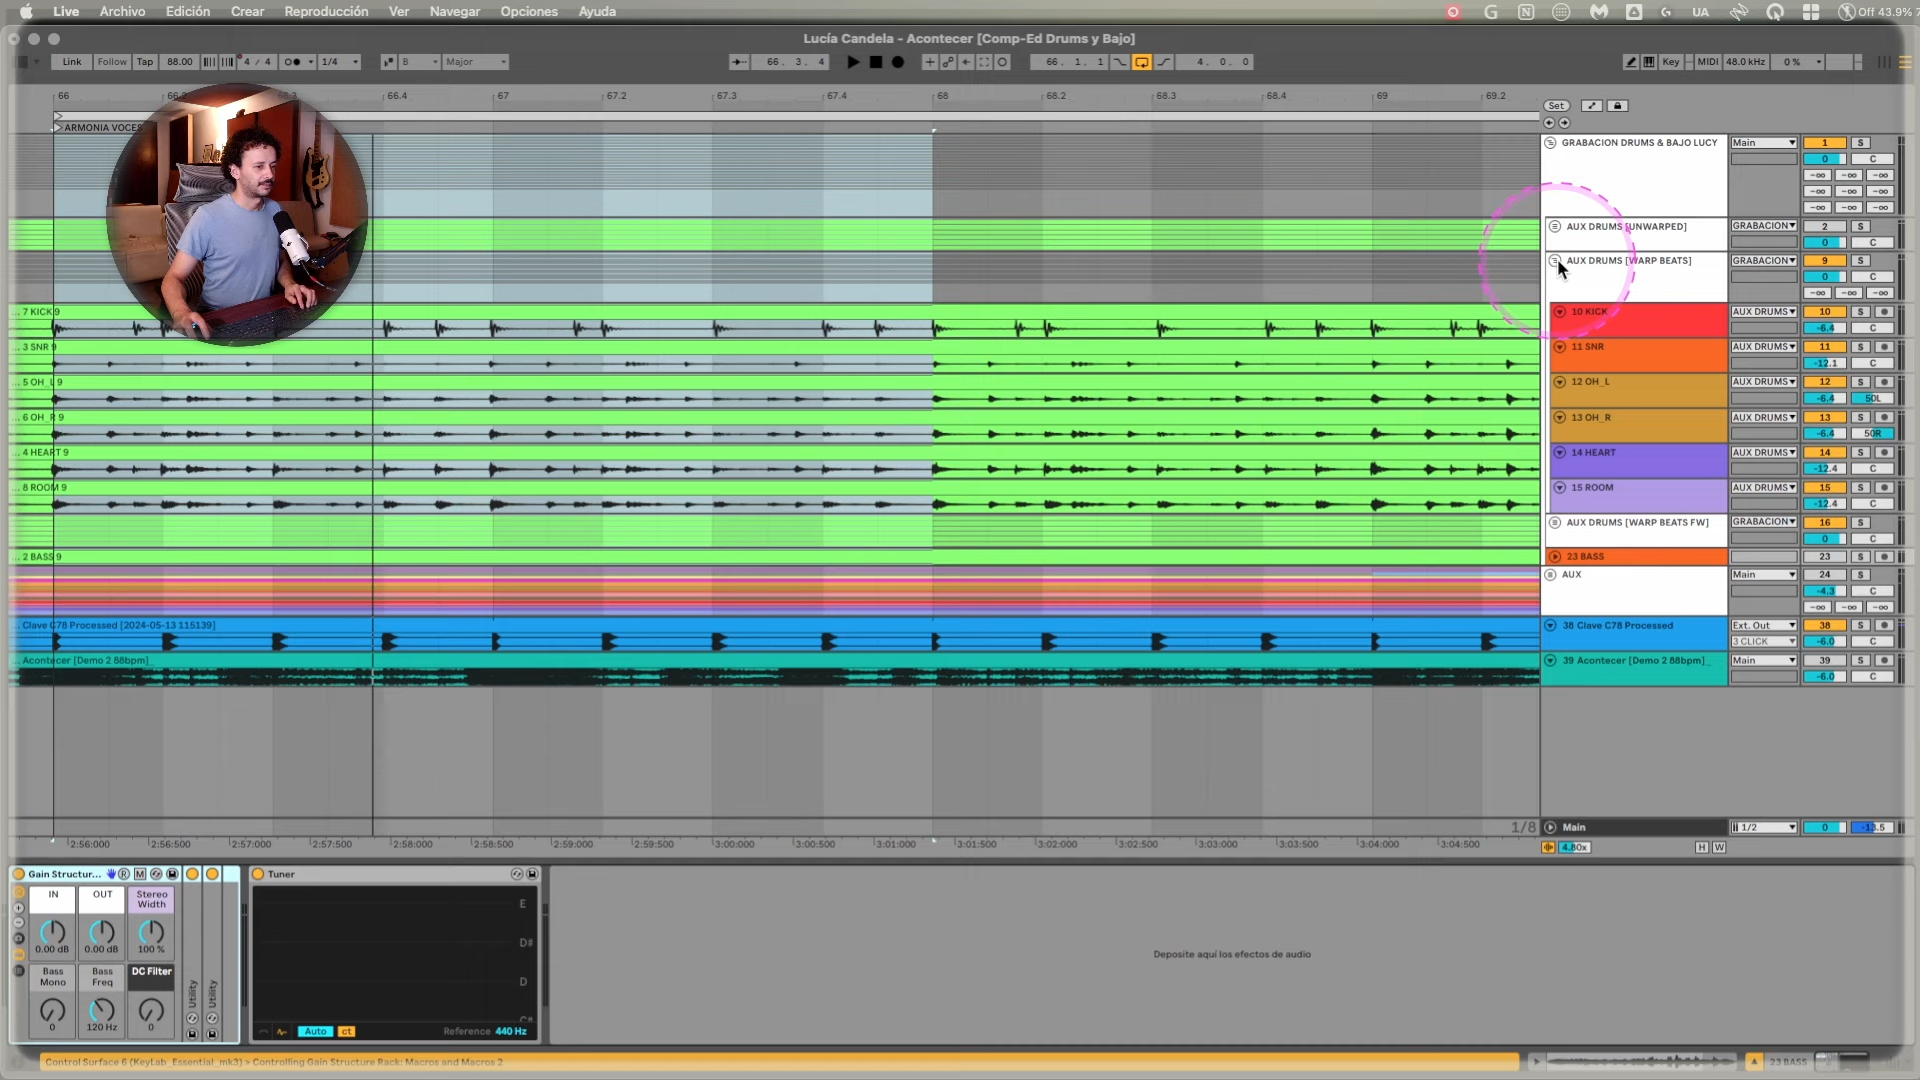 Live Archivo Edición Crear Reproducción Ver Navegar Opciones Ayuda UA Off 43.9%
Lucía Candela - Acontecer [Comp-Ed Drums y Bajo]
Link Follow Tap 88.00 4 / 4 1/4 B Major 66. 3. 4 66. 1. 1 4. 0. 0 Key MIDI 48.0 kHz 0 %
66 66.4 67 67.2 67.3 67.4 68 68.2 68.3 68.4 69 69.2
Set
ARMONIA VOCES
GRABACION DRUMS & BAJO LUCY Main 1 S
0 C
-∞ -∞ -∞
-∞ -∞ -∞
-∞ -∞ -∞
AUX DRUMS [UNWARPED] GRABACION 2 S
0 C
AUX DRUMS [WARP BEATS] GRABACION 9 S
0 C
-∞ -∞ -∞
... 7 KICK 9 10 KICK AUX DRUMS 10 S
-6.4 C
... 3 SNR 9 11 SNR AUX DRUMS 11 S
-12.1 C
... 5 OH_L 9 12 OH_L AUX DRUMS 12 S
-6.4 50L
... 6 OH_R 9 13 OH_R AUX DRUMS 13 S
-6.4 50R
... 4 HEART 9 14 HEART AUX DRUMS 14 S
-12.4 C
... 8 ROOM 9 15 ROOM AUX DRUMS 15 S
-12.4 C
AUX DRUMS [WARP BEATS FW] GRABACION 16 S
0 C
... 2 BASS 9 23 BASS 23 S
AUX Main 24 S
-4.3 C
-∞ -∞ -∞
... Clave C78 Processed [2024-05-13 115139] 38 Clave C78 Processed Ext. Out 38 S
3 CLICK -6.0 C
... Acontecer [Demo 2 88bpm]_ 39 Acontecer [Demo 2 88bpm]_ Main 39 S
-6.0 C
1/8 Main 1/2 0 -13.5
2:56:000 2:56:500 2:57:000 2:57:500 2:58:000 2:58:500 2:59:000 2:59:500 3:00:000 3:00:500 3:01:000 3:01:500 3:02:000 3:02:500 3:03:000 3:03:500 3:04:000 3:04:500 4.80x H W
Gain Structur... R M Tuner
IN OUT Stereo Width
0.00 dB 0.00 dB 100 %
Bass Mono Bass Freq DC Filter
0 120 Hz 0
Utility Utility
E
D#
D
Auto ct Reference 440 Hz
Deposite aquí los efectos de audio
Control Surface 6 (KeyLab_Essential_mk3) > Controlling Gain Structure Rack: Macros and Macros 2 23 BASS